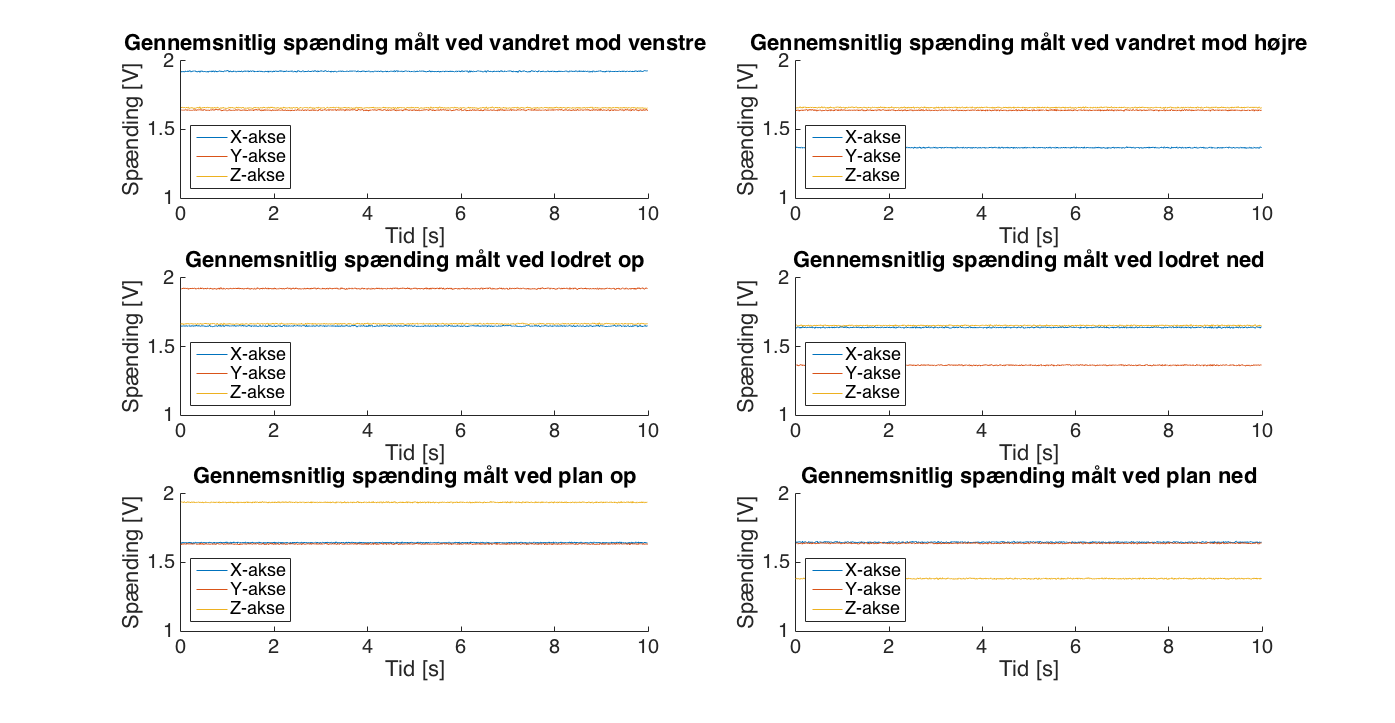 Gennemsnitlig spænding målt ved vandret mod venstre
Spænding [V]
2
1.5
1
X-akse
Y-akse
Z-akse
0 2 4 6 8 10
Tid [s]
Gennemsnitlig spænding målt ved vandret mod højre
Spænding [V]
2
1.5
1
X-akse
Y-akse
Z-akse
0 2 4 6 8 10
Tid [s]
Gennemsnitlig spænding målt ved lodret op
Spænding [V]
2
1.5
1
X-akse
Y-akse
Z-akse
0 2 4 6 8 10
Tid [s]
Gennemsnitlig spænding målt ved lodret ned
Spænding [V]
2
1.5
1
X-akse
Y-akse
Z-akse
0 2 4 6 8 10
Tid [s]
Gennemsnitlig spænding målt ved plan op
Spænding [V]
2
1.5
1
X-akse
Y-akse
Z-akse
0 2 4 6 8 10
Tid [s]
Gennemsnitlig spænding målt ved plan ned
Spænding [V]
2
1.5
1
X-akse
Y-akse
Z-akse
0 2 4 6 8 10
Tid [s]